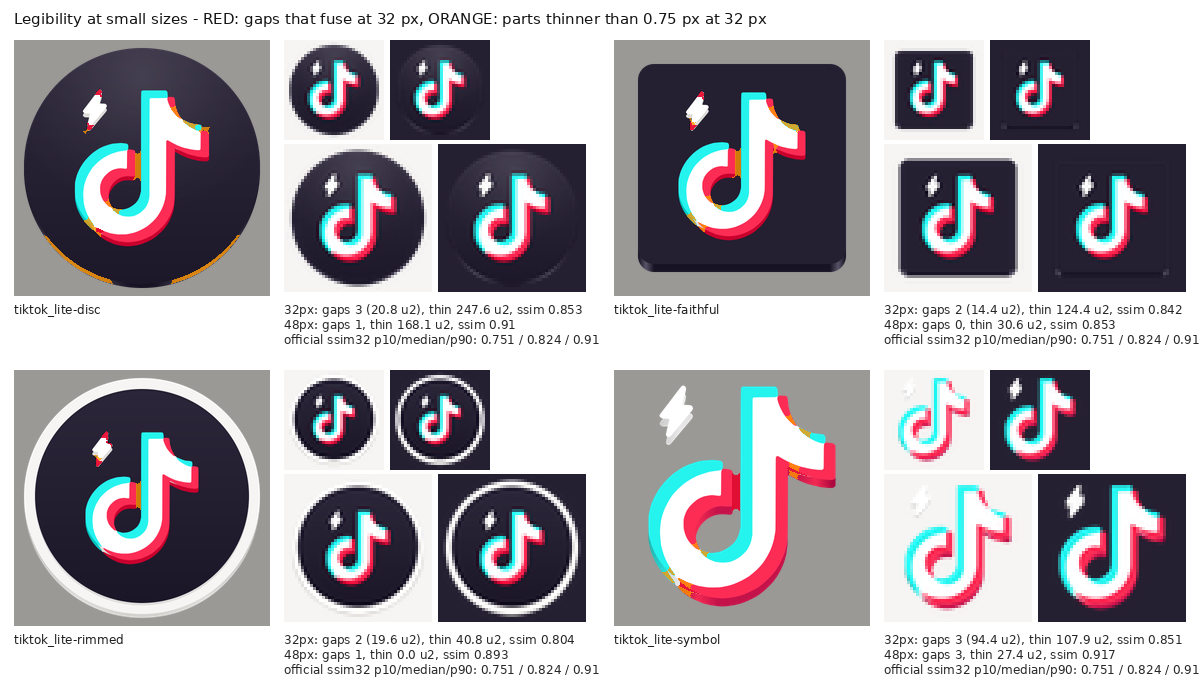 Legibility at small sizes - RED: gaps that fuse at 32 px, ORANGE: parts thinner than 0.75 px at 32 px
tiktok_lite-disc
32px: gaps 3 (20.8 u2), thin 247.6 u2, ssim 0.853
48px: gaps 1, thin 168.1 u2, ssim 0.91
official ssim32 p10/median/p90: 0.751 / 0.824 / 0.91
tiktok_lite-faithful
32px: gaps 2 (14.4 u2), thin 124.4 u2, ssim 0.842
48px: gaps 0, thin 30.6 u2, ssim 0.853
official ssim32 p10/median/p90: 0.751 / 0.824 / 0.91
tiktok_lite-rimmed
32px: gaps 2 (19.6 u2), thin 40.8 u2, ssim 0.804
48px: gaps 1, thin 0.0 u2, ssim 0.893
official ssim32 p10/median/p90: 0.751 / 0.824 / 0.91
tiktok_lite-symbol
32px: gaps 3 (94.4 u2), thin 107.9 u2, ssim 0.851
48px: gaps 3, thin 27.4 u2, ssim 0.917
official ssim32 p10/median/p90: 0.751 / 0.824 / 0.91